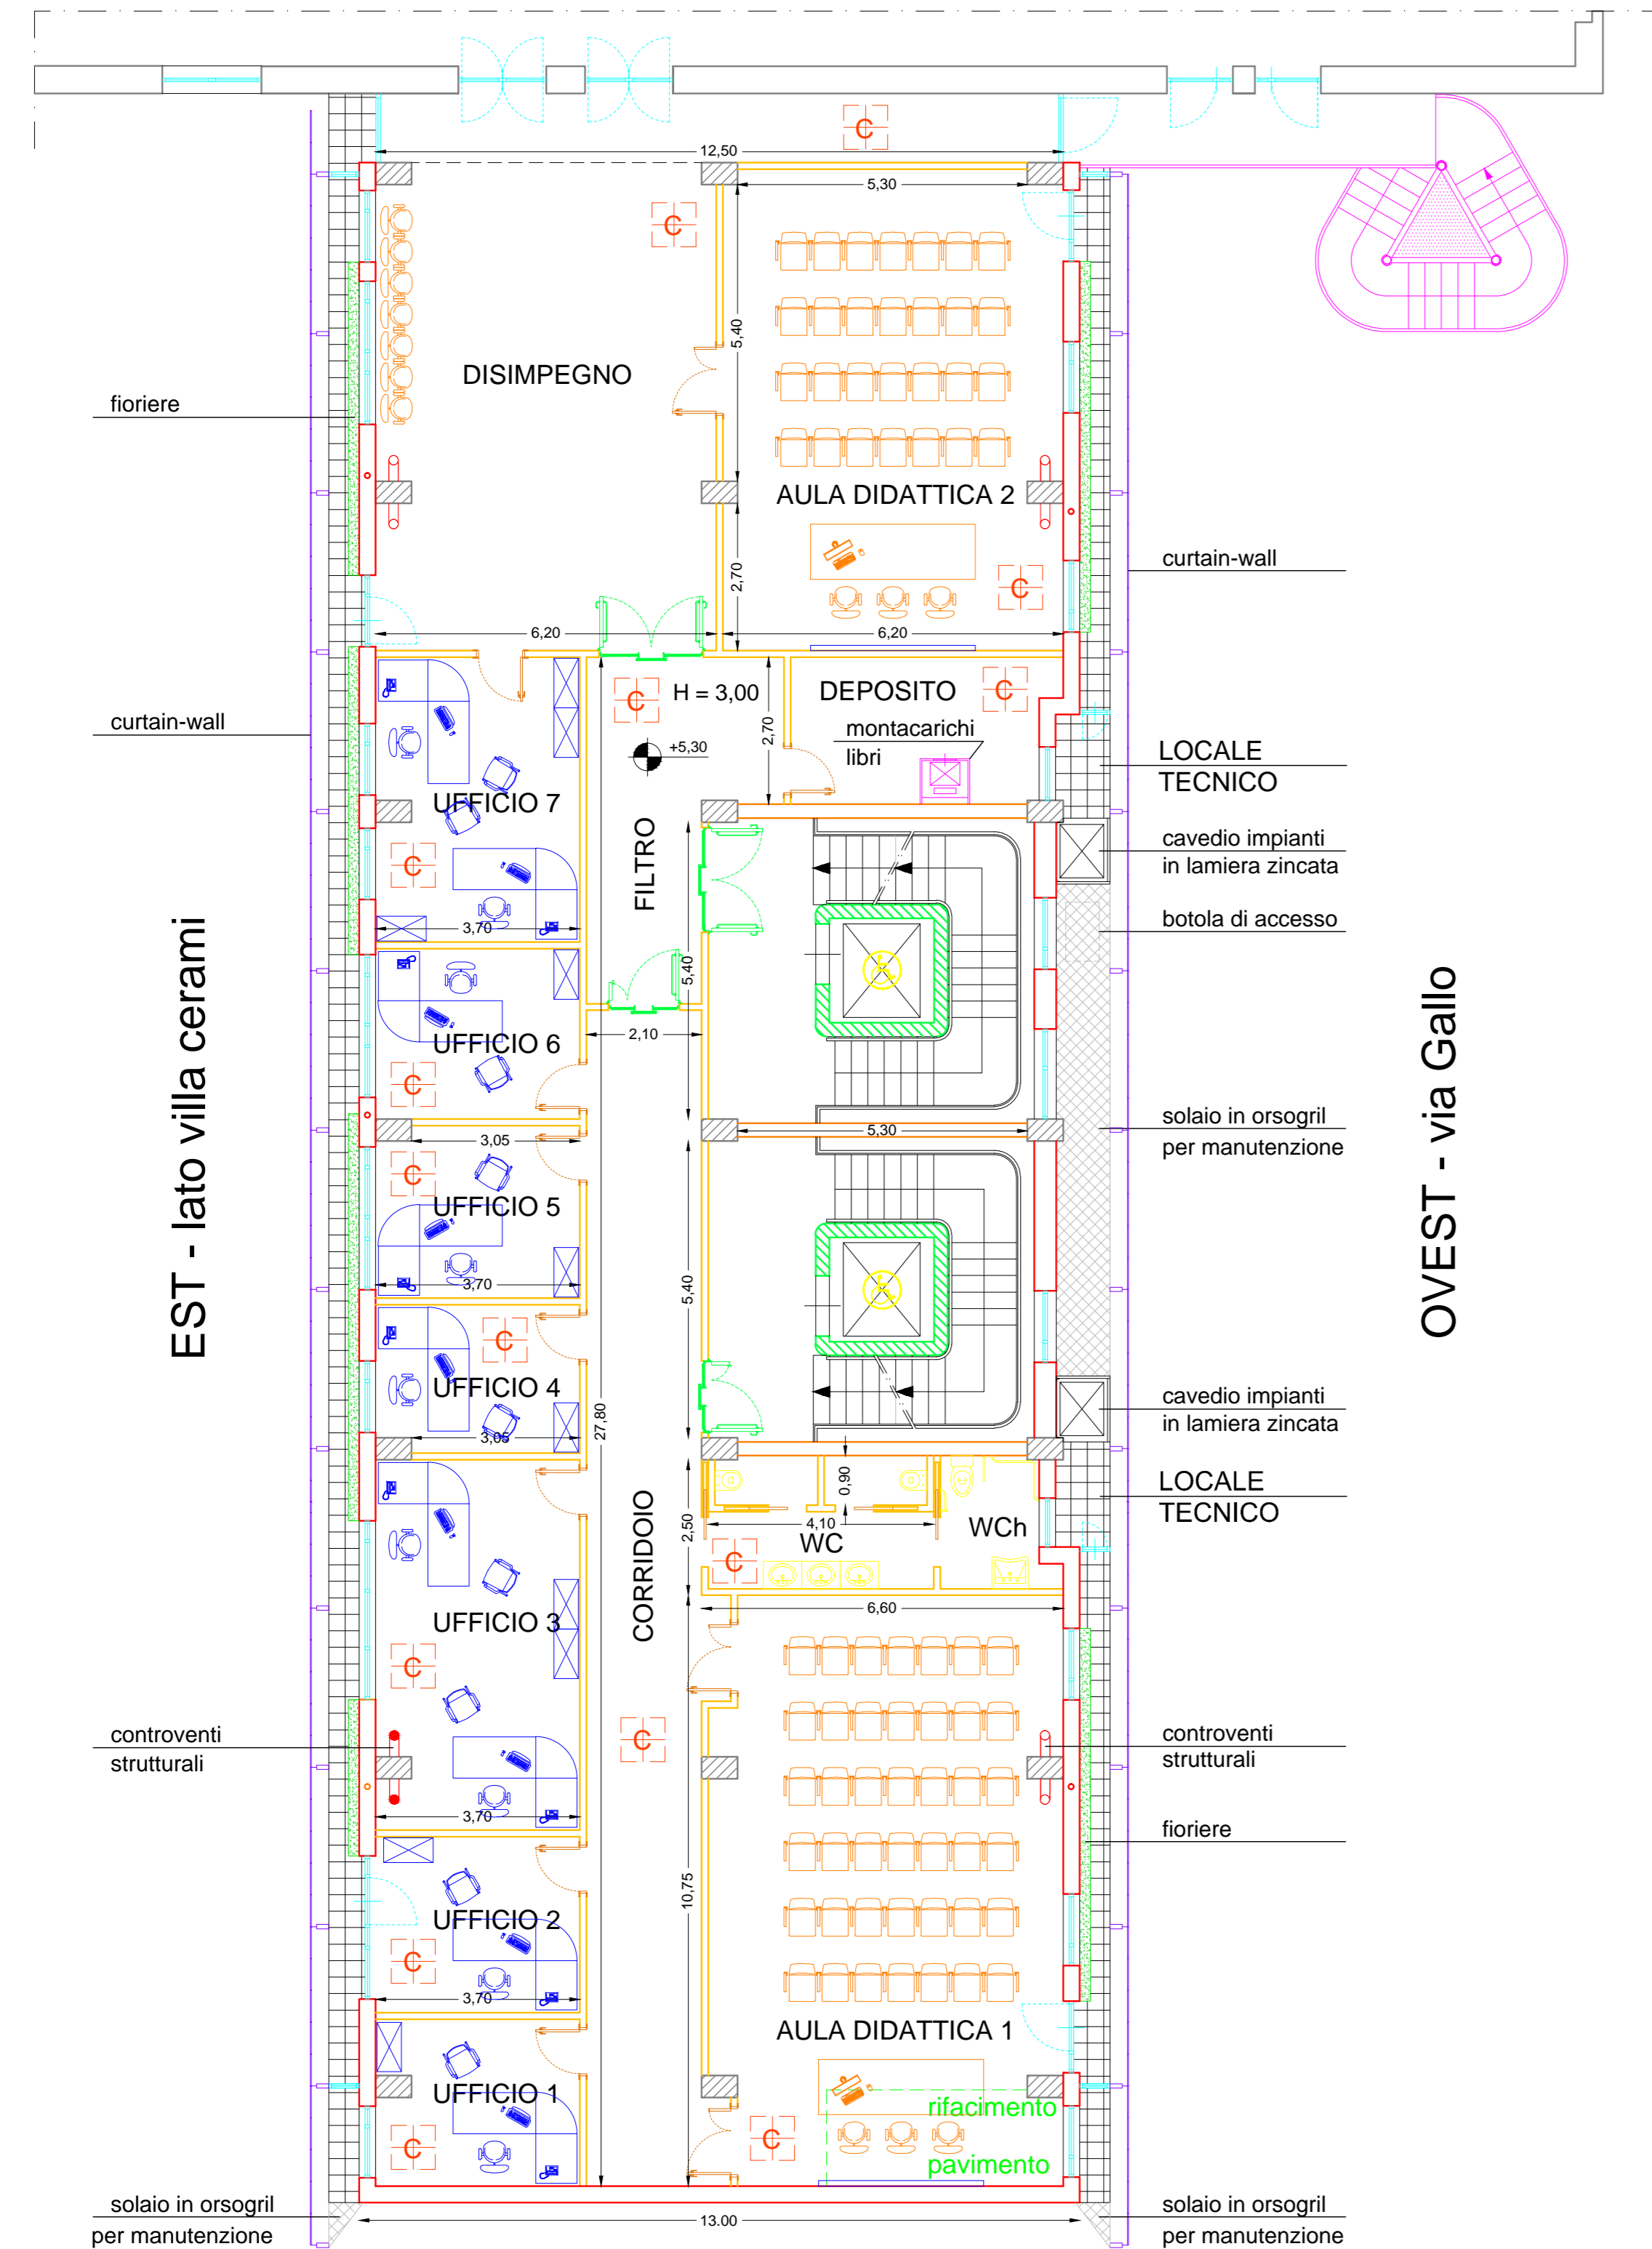 C
12,50
5,30
C
5,40
DISIMPEGNO
fioriere
AULA DIDATTICA 2
curtain-wall
2,70
C
6,20
6,20
C
H = 3,00
DEPOSITO
C
curtain-wall
2,70
montacarichi
libri
+5,30
LOCALE
TECNICO
UFFICIO 7
cavedio impianti
in lamiera zincata
C
FILTRO
botola di accesso
3,70
5,40
EST - lato villa cerami
OVEST - via Gallo
2,10
UFFICIO 6
C
solaio in orsogril
per manutenzione
3,05
5,30
C
UFFICIO 5
3,70
5,40
C
UFFICIO 4
cavedio impianti
in lamiera zincata
27,80
3,05
0,90
LOCALE
TECNICO
2,50
4,10
WC
WCh
CORRIDOIO
C
6,60
UFFICIO 3
C
controventi
strutturali
C
controventi
strutturali
3,70
fioriere
10,75
UFFICIO 2
C
3,70
AULA DIDATTICA 1
UFFICIO 1
rifacimento
pavimento
C
C
solaio in orsogril
per manutenzione
13.00
solaio in orsogril
per manutenzione